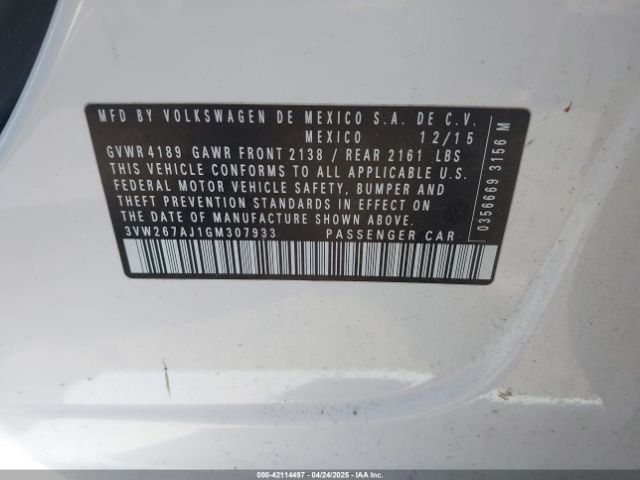 MFD BY VOLKSWAGEN DE MEXICO S.A. DE C.V.
MEXICO 12/15
GVWR 4189 GAWR FRONT 2138 / REAR 2161 LBS
THIS VEHICLE CONFORMS TO ALL APPLICABLE U.S.
FEDERAL MOTOR VEHICLE SAFETY, BUMPER AND
THEFT PREVENTION STANDARDS IN EFFECT ON
THE DATE OF MANUFACTURE SHOWN ABOVE.
3VW267AJ1GM307933 PASSENGER CAR
0356669 3156 M
000-42114497 - 04/24/2025 - IAAI.COM